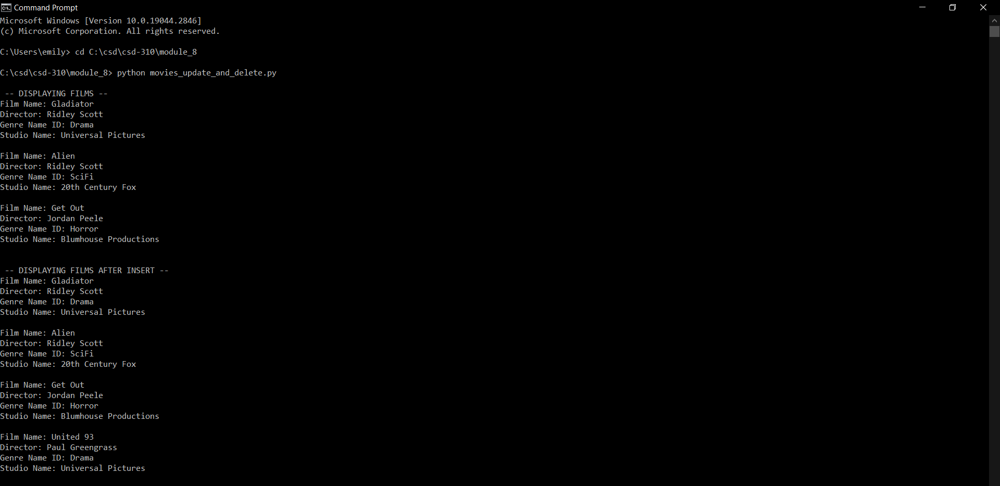 Command Prompt
Microsoft Windows [Version 10.0.19044.2846]
(c) Microsoft Corporation. All rights reserved.
C:\Users\emily> cd C:\csd\csd-310\module_8
C:\csd\csd-310\module_8> python movies_update_and_delete.py
-- DISPLAYING FILMS --
Film Name: Gladiator
Director: Ridley Scott
Genre Name ID: Drama
Studio Name: Universal Pictures
Film Name: Alien
Director: Ridley Scott
Genre Name ID: SciFi
Studio Name: 20th Century Fox
Film Name: Get Out
Director: Jordan Peele
Genre Name ID: Horror
Studio Name: Blumhouse Productions
-- DISPLAYING FILMS AFTER INSERT --
Film Name: Gladiator
Director: Ridley Scott
Genre Name ID: Drama
Studio Name: Universal Pictures
Film Name: Alien
Director: Ridley Scott
Genre Name ID: SciFi
Studio Name: 20th Century Fox
Film Name: Get Out
Director: Jordan Peele
Genre Name ID: Horror
Studio Name: Blumhouse Productions
Film Name: United 93
Director: Paul Greengrass
Genre Name ID: Drama
Studio Name: Universal Pictures